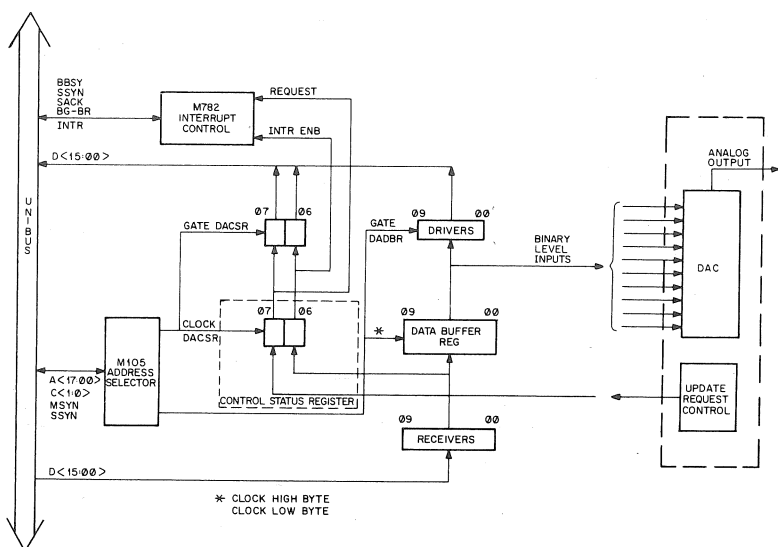 BBSY
SSYN
SACK
BG-BR
INTR
M782
INTERRUPT
CONTROL
REQUEST
INTR ENB
D<15:00>
UNIBUS
07 06
GATE DACSR
GATE
DADBR
09 00
DRIVERS
BINARY
LEVEL
INPUTS
ANALOG
OUTPUT
DAC
CLOCK
DACSR
07 06
CONTROL STATUS REGISTER
*
09 00
DATA BUFFER
REG
M105
ADDRESS
SELECTOR
A<17:00>
C<1:0>
MSYN
SSYN
UPDATE
REQUEST
CONTROL
09 00
RECEIVERS
D<15:00>
* CLOCK HIGH BYTE
CLOCK LOW BYTE